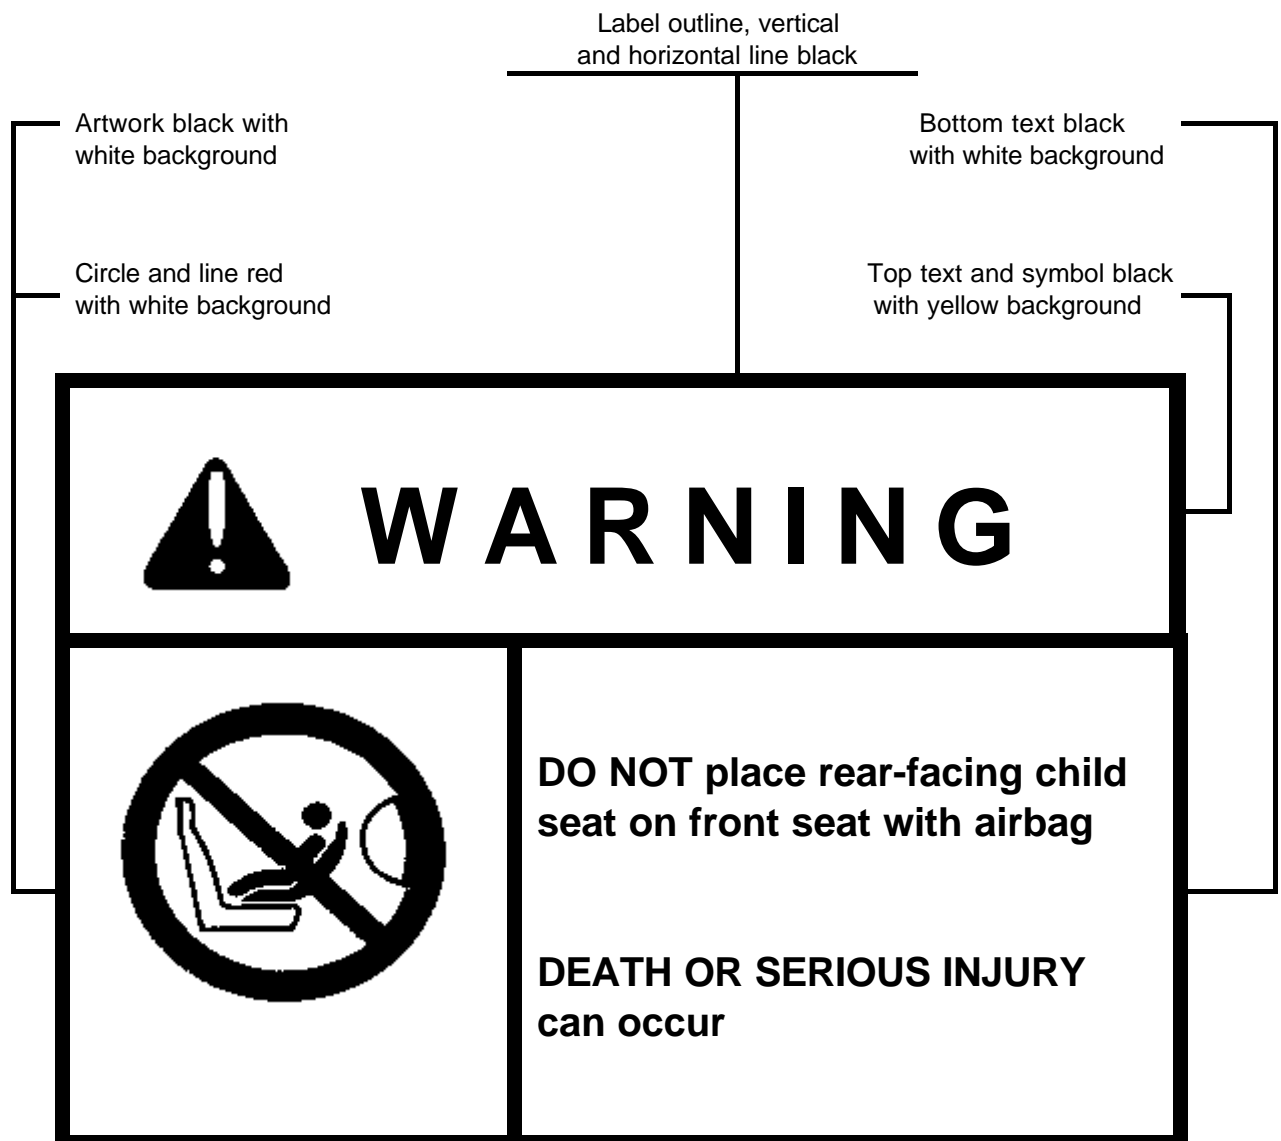 Label outline, vertical
and horizontal line black
Artwork black with
white background
Bottom text black
with white background
Circle and line red
with white background
Top text and symbol black
with yellow background
WARNING
DO NOT place rear-facing child
seat on front seat with airbag
DEATH OR SERIOUS INJURY
can occur